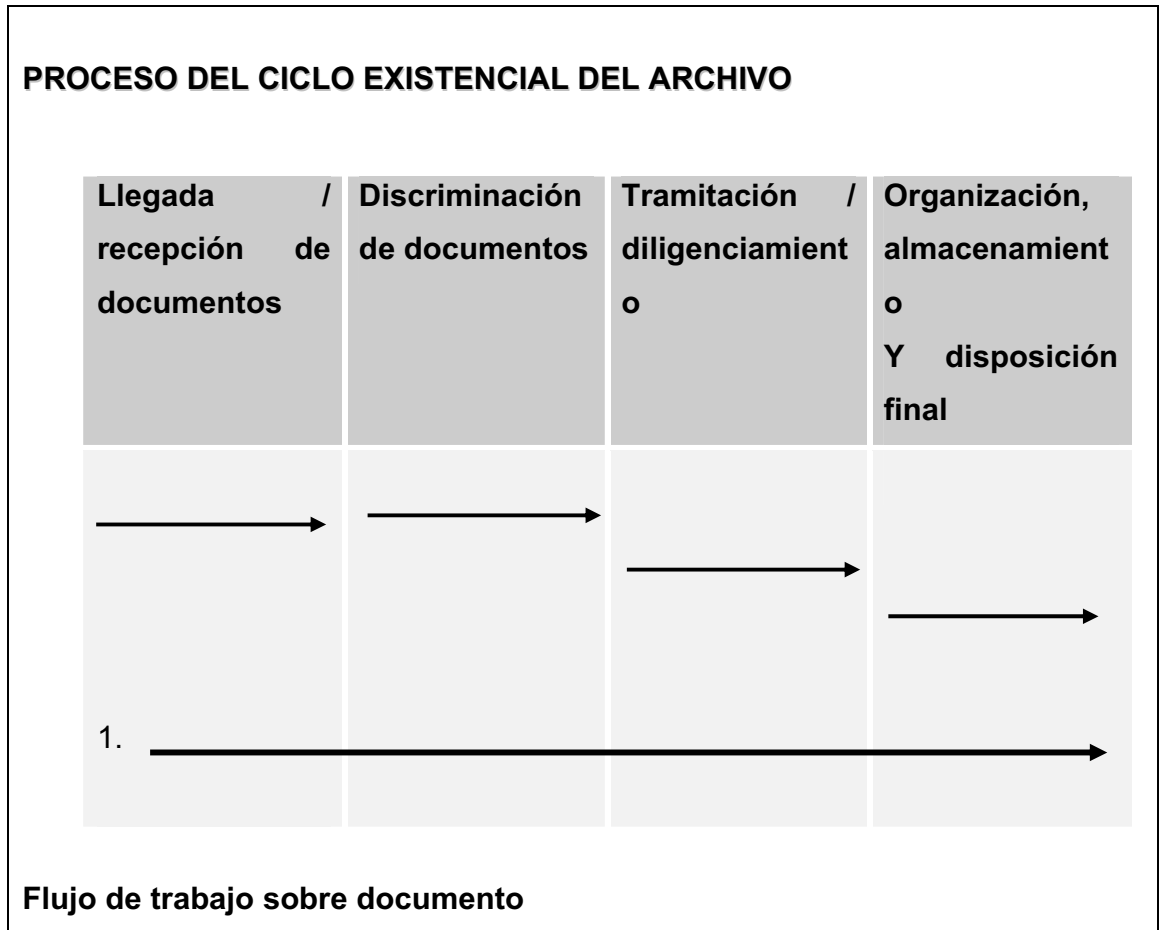 PROCESO DEL CICLO EXISTENCIAL DEL ARCHIVO
Llegada /
recepción de
documentos
Discriminación
de documentos
Tramitación /
diligenciamient
o
Organización,
almacenamient
o
Y disposición
final
1.
Flujo de trabajo sobre documento